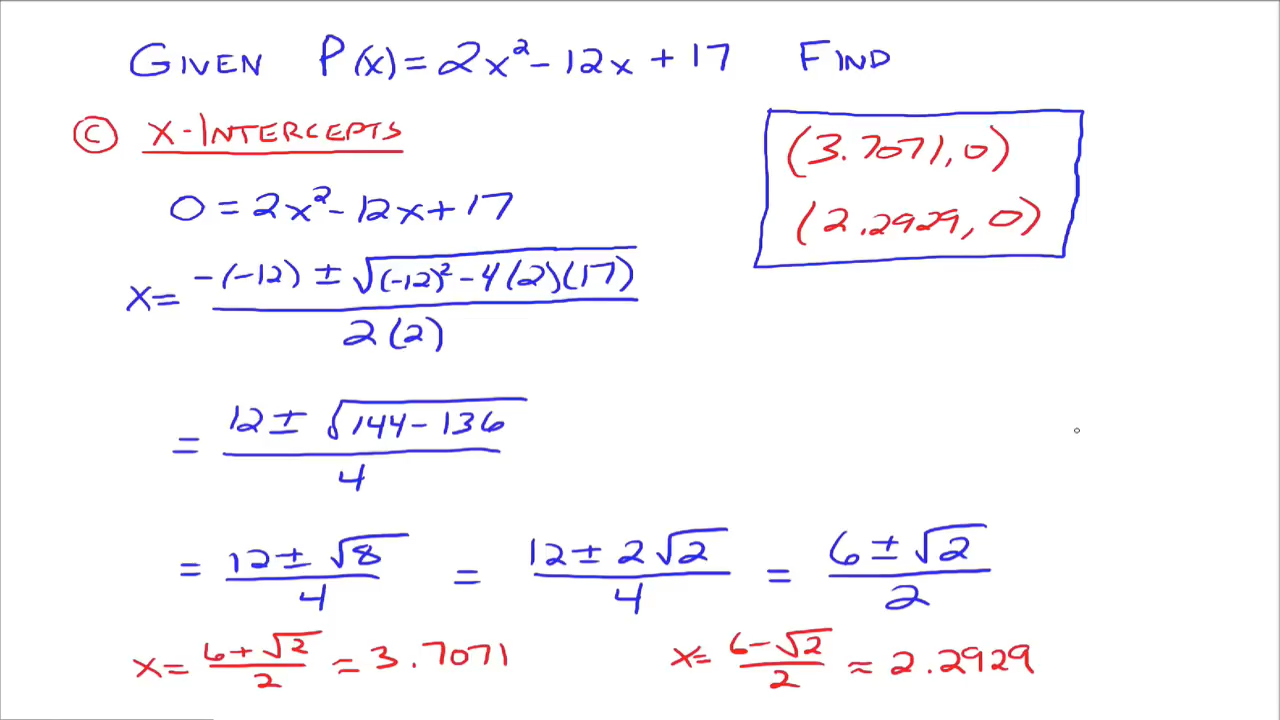 GIVEN P(x) = 2x² - 12x + 17 FIND
Ⓒ X-INTERCEPTS
(3.7071, 0)
(2.2929, 0)
0 = 2x² - 12x + 17
x = (-(-12) ± √((-12)² - 4(2)(17))) / 2(2)
= (12 ± √(144 - 136)) / 4
= (12 ± √8) / 4 = (12 ± 2√2) / 4 = (6 ± √2) / 2
x = (6 + √2) / 2 = 3.7071 x = (6 - √2) / 2 ≈ 2.2929